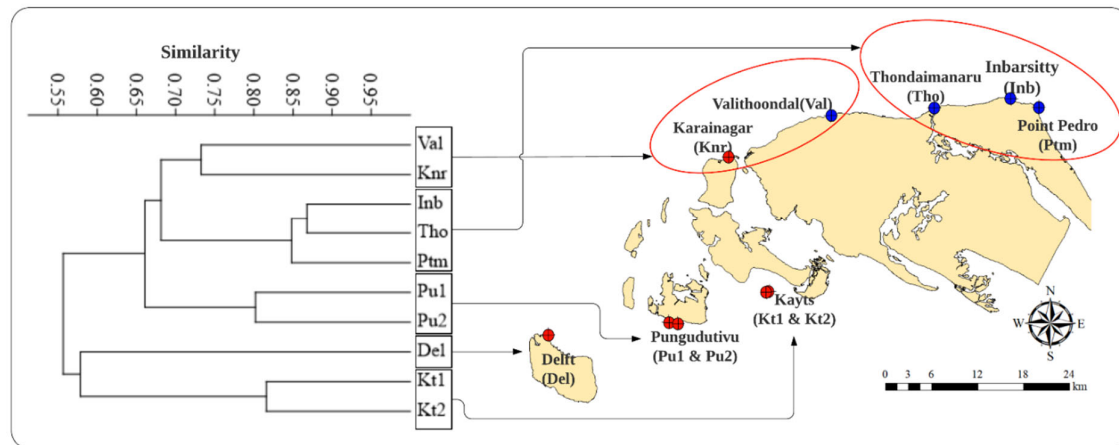 Similarity
0.55
0.60
0.65
0.70
0.75
0.80
0.85
0.90
0.95
Val
Knr
Inb
Tho
Ptm
Pu1
Pu2
Del
Kt1
Kt2
Inbarsitty
(Inb)
Thondaimanaru
(Tho)
Valithoondal(Val)
Point Pedro
(Ptm)
Karainagar
(Knr)
Kayts
(Kt1 & Kt2)
Pungudutivu
(Pu1 & Pu2)
Delft
(Del)
N
W E
S
0 3 6 12 18 24
km